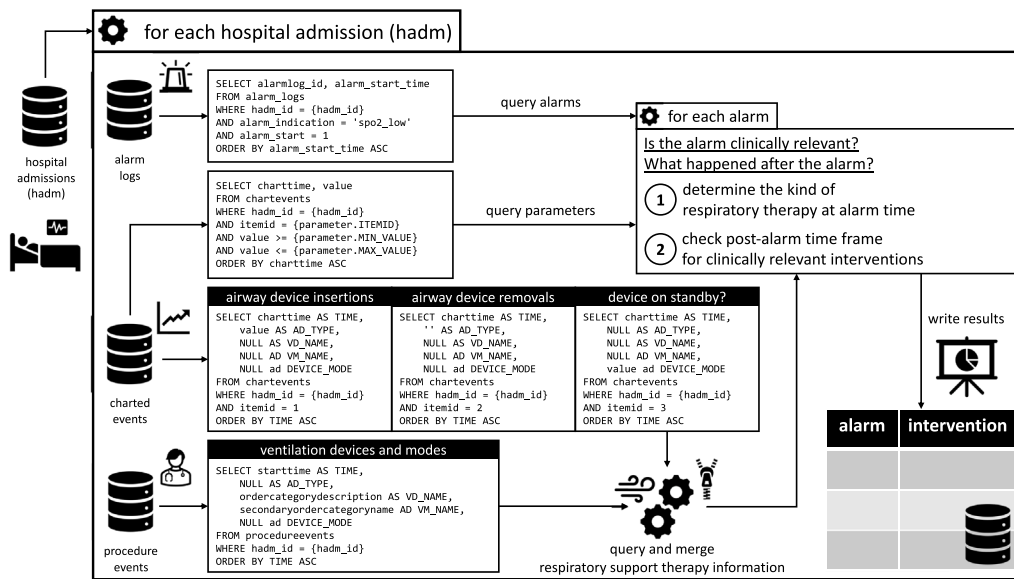 for each hospital admission (hadm)
hospital
admissions
(hadm)
alarm
logs
SELECT alarmlog_id, alarm_start_time
FROM alarm_logs
WHERE hadm_id = {hadm_id}
AND alarm_indication = 'spo2_low'
AND alarm_start = 1
ORDER BY alarm_start_time ASC
query alarms
for each alarm
Is the alarm clinically relevant?
What happened after the alarm?
1 determine the kind of
respiratory therapy at alarm time
2 check post-alarm time frame
for clinically relevant interventions
SELECT charttime, value
FROM chartevents
WHERE hadm_id = {hadm_id}
AND itemid = {parameter.ITEMID}
AND value >= {parameter.MIN_VALUE}
AND value <= {parameter.MAX_VALUE}
ORDER BY charttime ASC
query parameters
charted
events
airway device insertions
SELECT charttime AS TIME,
value AS AD_TYPE,
NULL AS VD_NAME,
NULL AD VM_NAME,
NULL ad DEVICE_MODE
FROM chartevents
WHERE hadm_id = {hadm_id}
AND itemid = 1
ORDER BY TIME ASC
airway device removals
SELECT charttime AS TIME,
'' AS AD_TYPE,
NULL AS VD_NAME,
NULL AD VM_NAME,
NULL ad DEVICE_MODE
FROM chartevents
WHERE hadm_id = {hadm_id}
AND itemid = 2
ORDER BY TIME ASC
device on standby?
SELECT charttime AS TIME,
NULL AS AD_TYPE,
NULL AS VD_NAME,
NULL AD VM_NAME,
value ad DEVICE_MODE
FROM chartevents
WHERE hadm_id = {hadm_id}
AND itemid = 3
ORDER BY TIME ASC
write results
alarm intervention
procedure
events
ventilation devices and modes
SELECT starttime AS TIME,
NULL AS AD_TYPE,
ordercategorydescription AS VD_NAME,
secondaryordercategoryname AD VM_NAME,
NULL ad DEVICE_MODE
FROM procedureevents
WHERE hadm_id = {hadm_id}
ORDER BY TIME ASC
query and merge
respiratory support therapy information